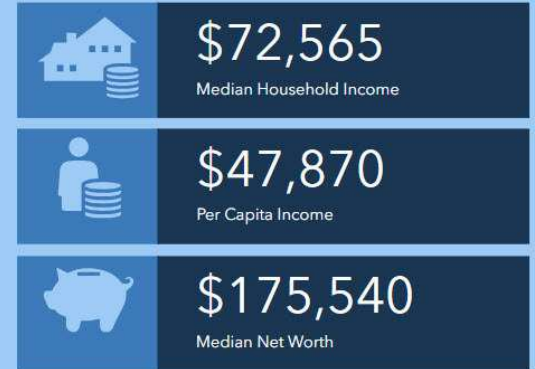 $72,565
Median Household Income
$47,870
Per Capita Income
$175,540
Median Net Worth